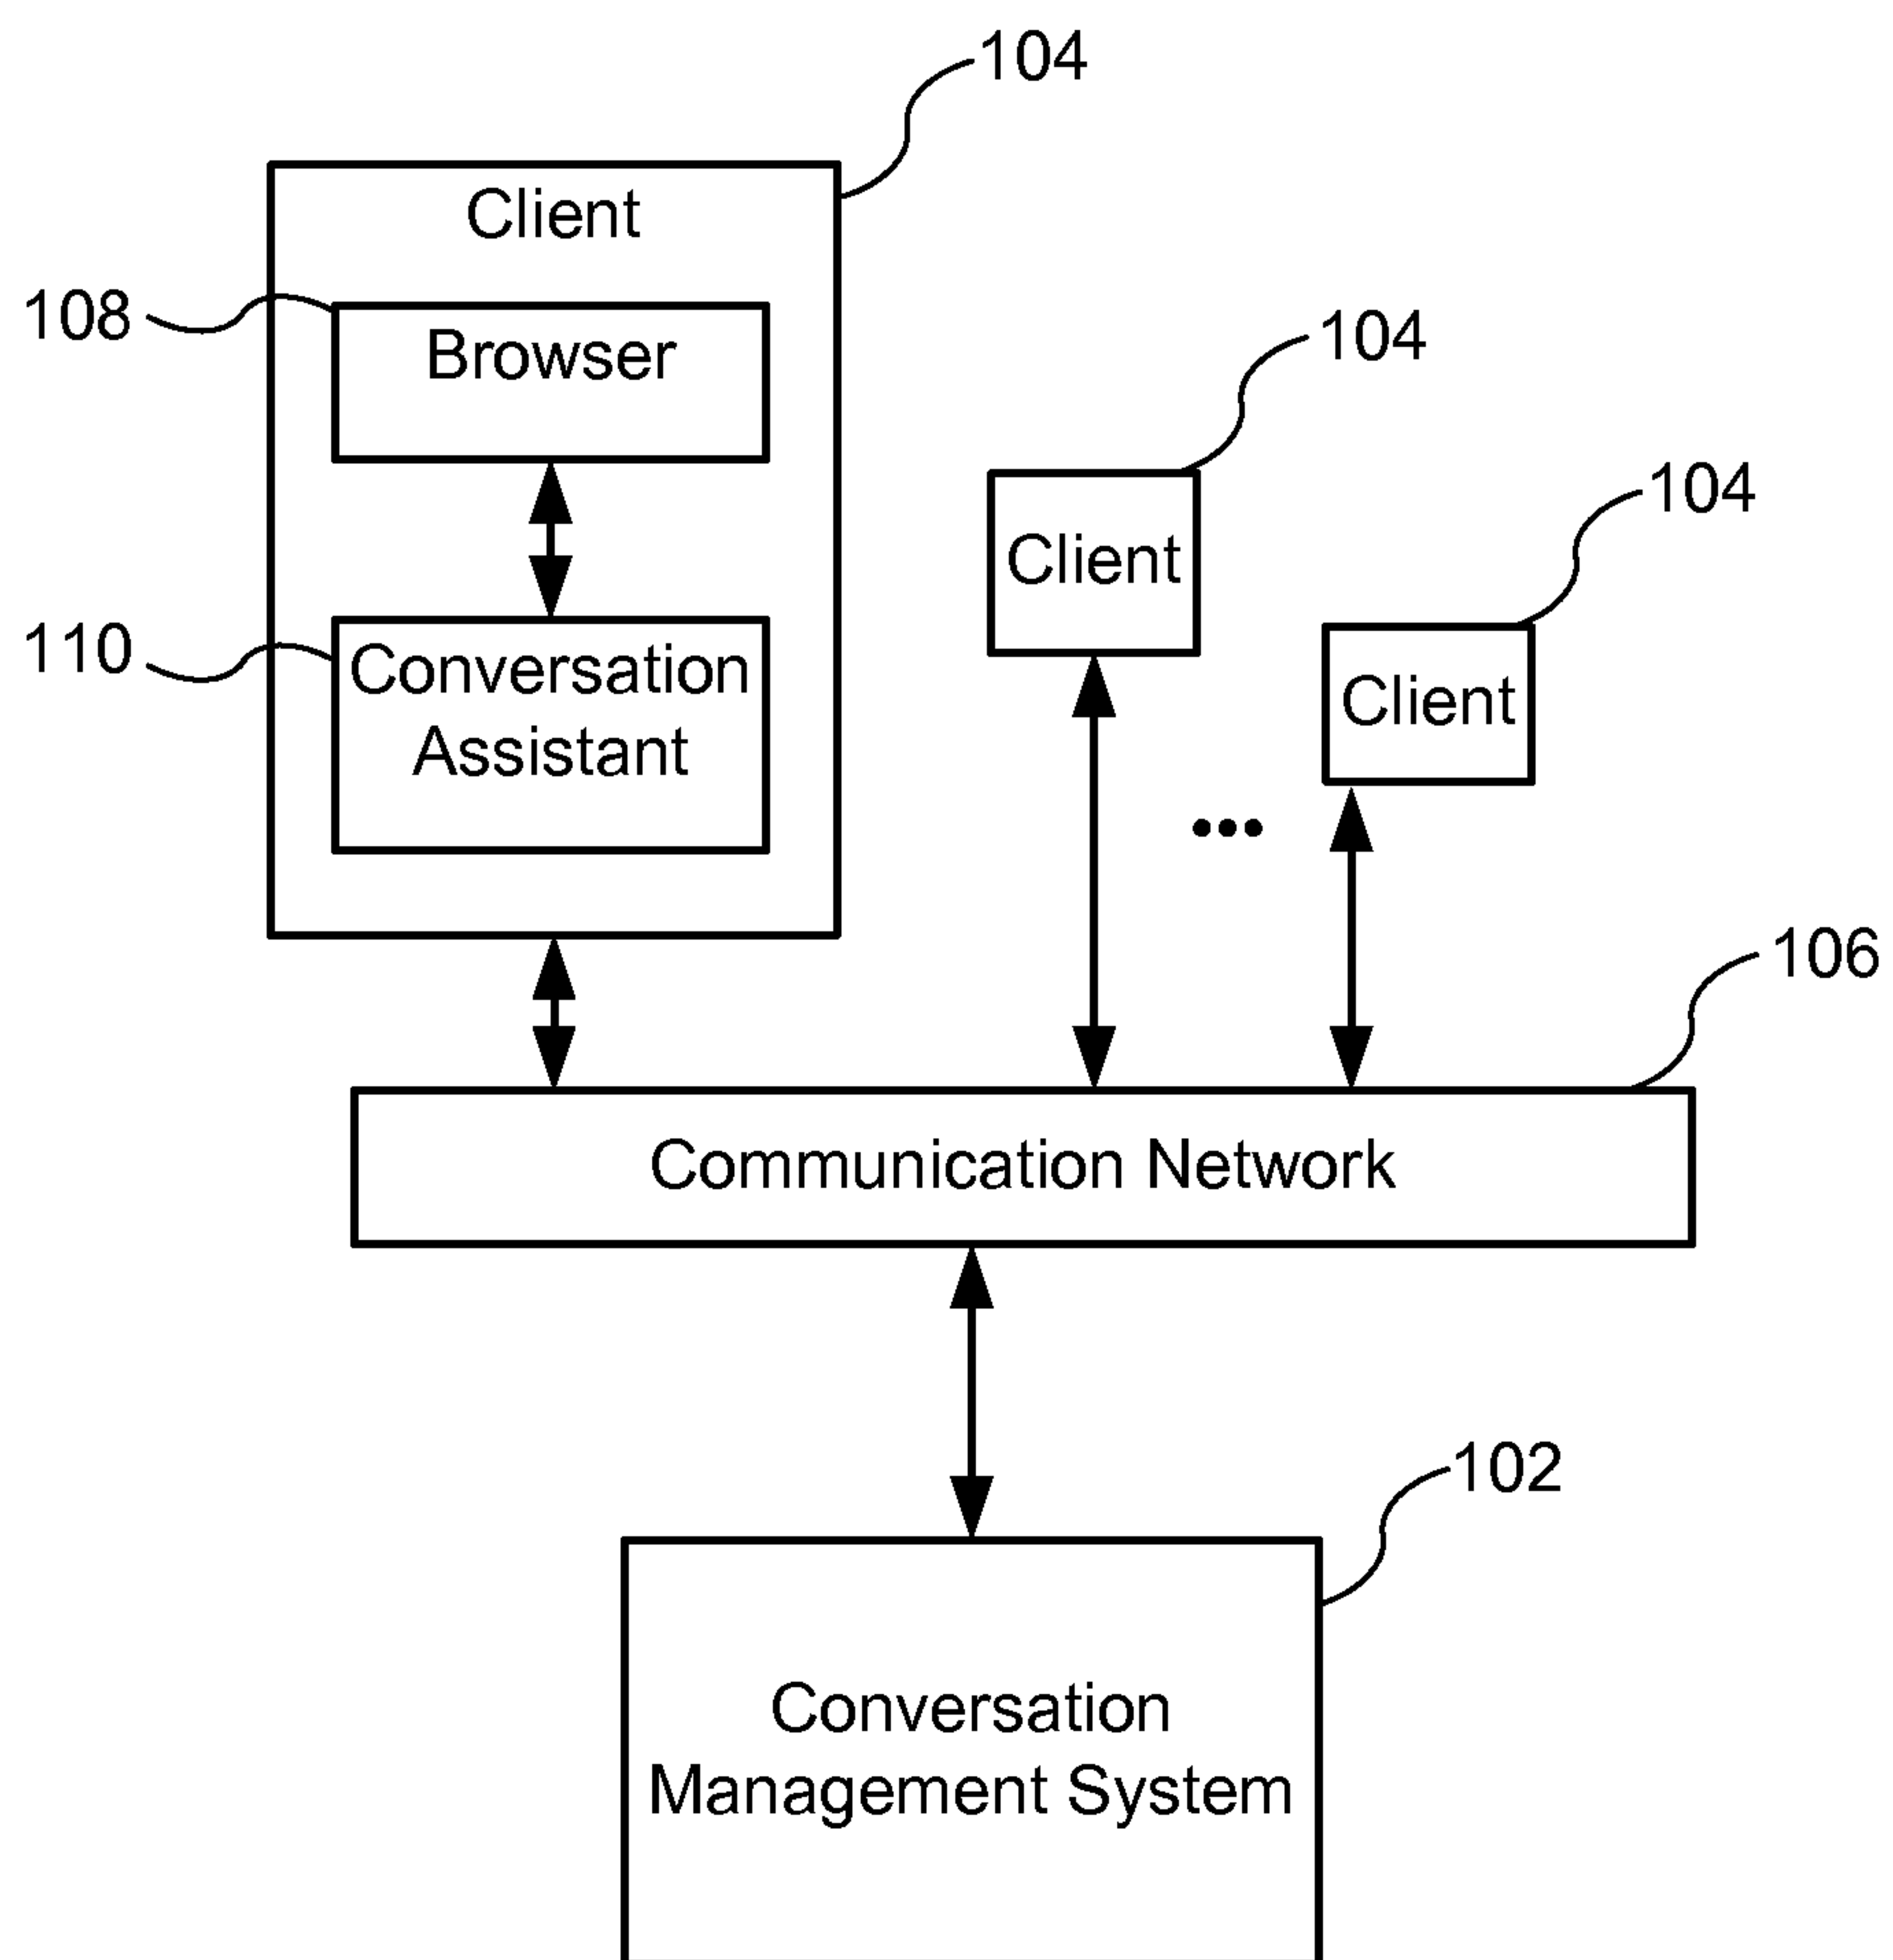 104
Client
108
Browser
104
Client
104
Client
110
Conversation
Assistant
106
Communication Network
102
Conversation
Management System